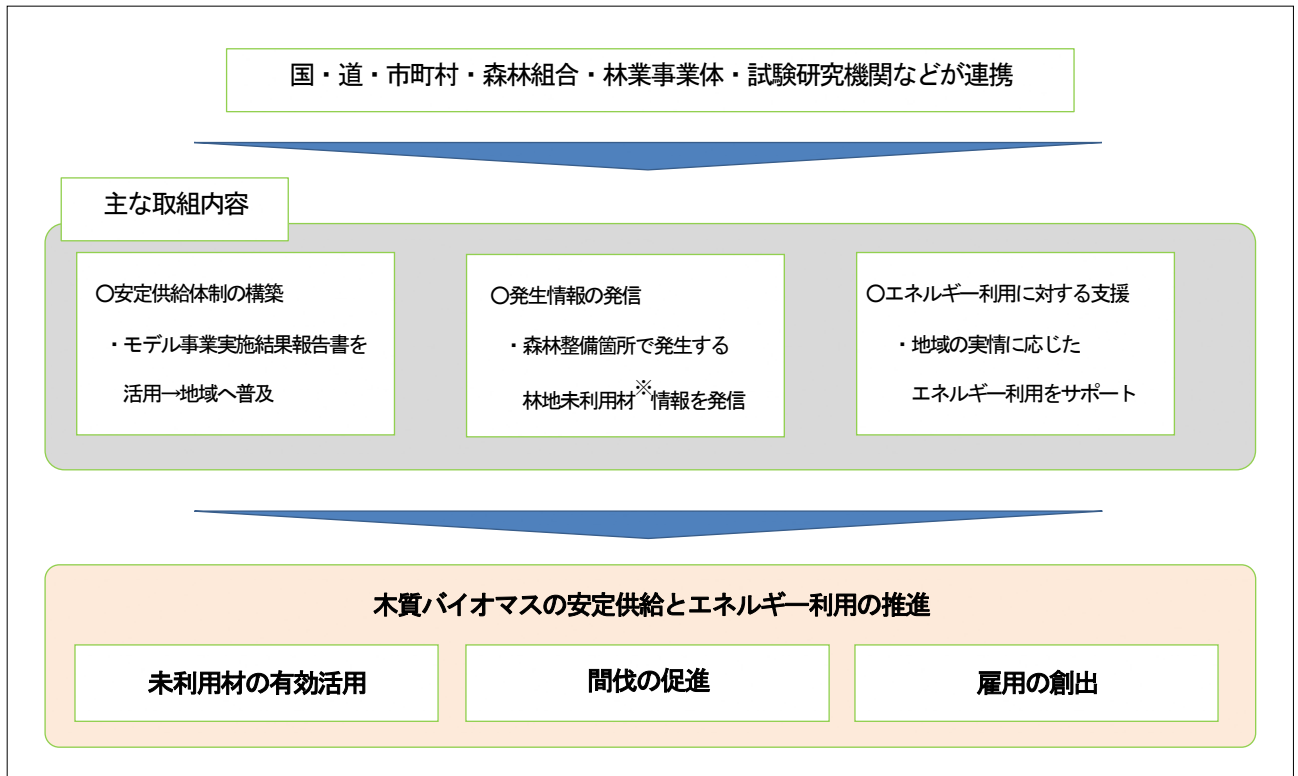 国・道・市町村・森林組合・林業事業体・試験研究機関などが連携
主な取組内容
〇安定供給体制の構築
・モデル事業実施結果報告書を
活用→地域へ普及
〇発生情報の発信
・森林整備箇所で発生する
林地未利用材※情報を発信
〇エネルギー利用に対する支援
・地域の実情に応じた
エネルギー利用をサポート
木質バイオマスの安定供給とエネルギー利用の推進
未利用材の有効活用
間伐の促進
雇用の創出